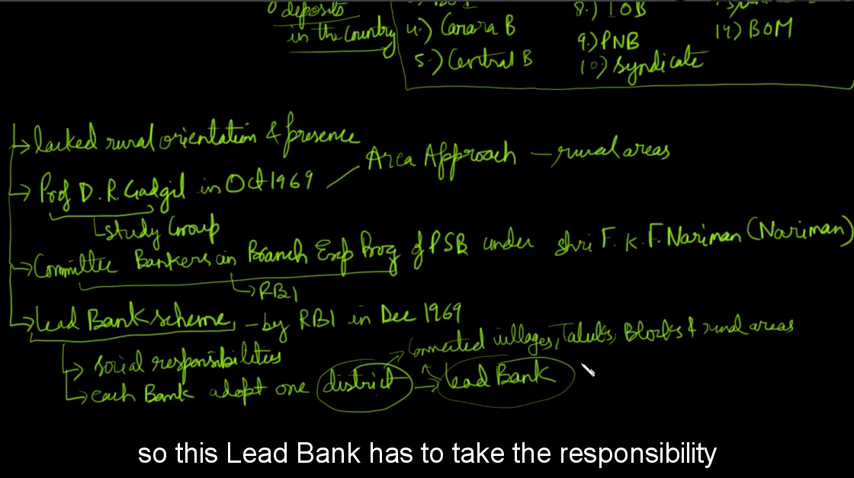 deposits
in the country
4.) Canara B
5.) Central B
8.) IOB
9.) PNB
10.) Syndicate
14) BOM
lacked rural orientation & presence
Prof D. R. Gadgil in Oct 1969
Area Approach - rural areas
study Group
Committee Bankers on Branch Exp Prog of PSB under Shri F. K. F. Nariman (Nariman)
RBI
Lead Bank scheme, - by RBI in Dec 1969
social responsibilities
Connected villages, Taluks, Blocks & rural areas
each Bank adopt one district
lead Bank
so this Lead Bank has to take the responsibility